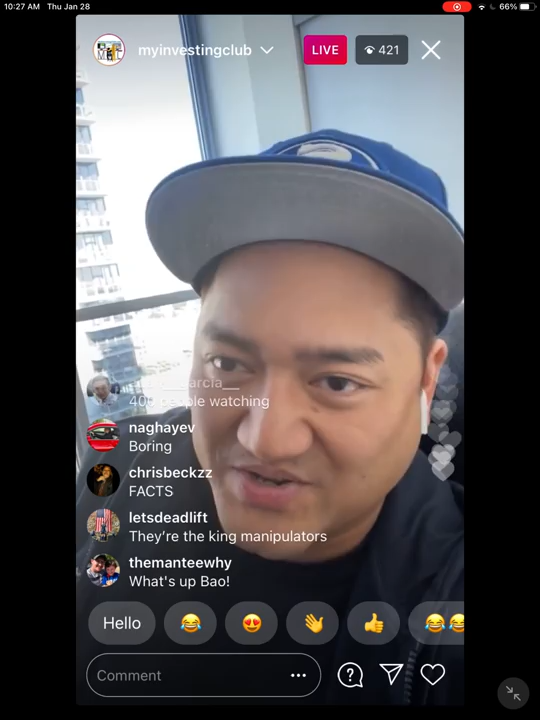 10:27 AM Thu Jan 28
66%
myinvestingclub
LIVE
421
people watching
naghayev
Boring
chrisbeckzz
FACTS
letsdeadlift
They're the king manipulators
themanteewhy
What's up Bao!
Hello
Comment